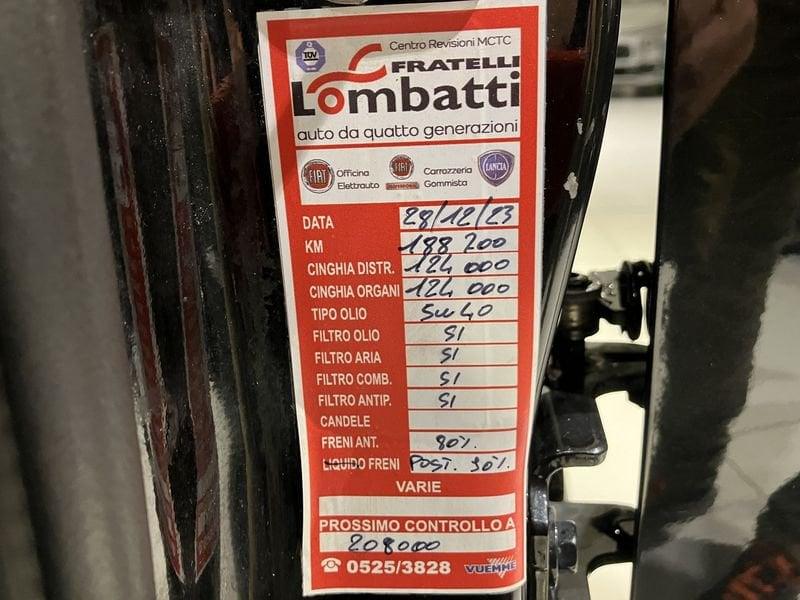 Centro Revisioni MCTC
TÜV
FRATELLI
Lombatti
auto da quatto generazioni
FIAT Officina Elettrauto FIAT PROFESSIONAL Carrozzeria Gommista LANCIA
DATA 28/12/23
KM 188 200
CINGHIA DISTR. 124 000
CINGHIA ORGANI 124 000
TIPO OLIO 5w40
FILTRO OLIO SI
FILTRO ARIA SI
FILTRO COMB. SI
FILTRO ANTIP. SI
CANDELE
FRENI ANT. 80%
LIQUIDO FRENI POST. 30%
VARIE
PROSSIMO CONTROLLO A
208000
☎ 0525/3828 VUEMME